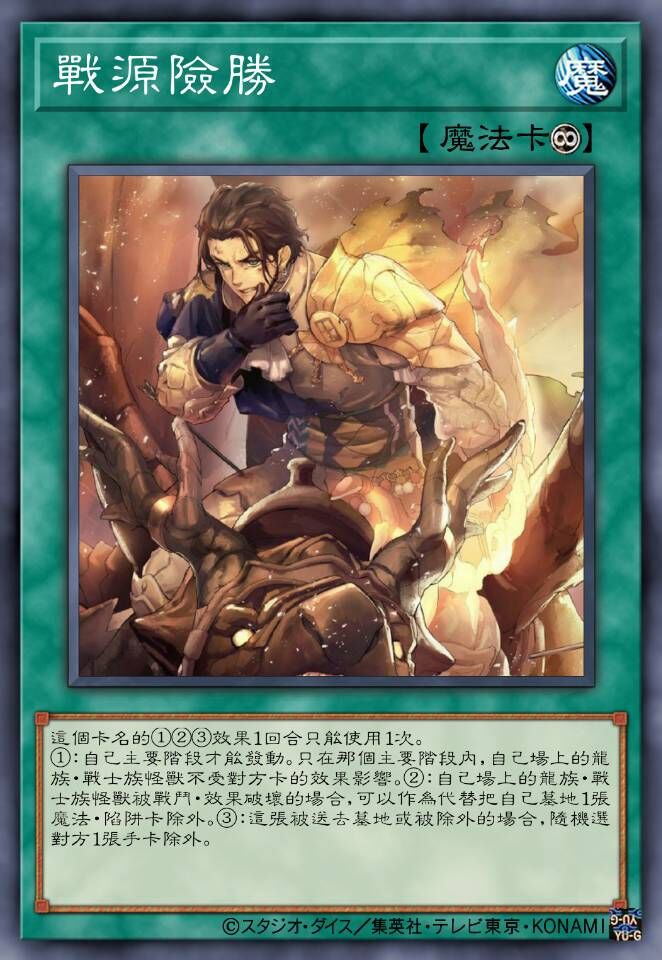 戰源險勝
魔
【魔法卡♾】
這個卡名的①②③效果1回合只能使用1次。
①:自己主要階段才能發動。只在那個主要階段內,自己場上的龍
族·戰士族怪獸不受對方卡的效果影響。②:自己場上的龍族·戰
士族怪獸被戰鬥·效果破壞的場合,可以作為代替把自己墓地1張
魔法·陷阱卡除外。③:這張被送去墓地或被除外的場合,隨機選
對方1張手卡除外。
©スタジオ·ダイス/集英社·テレビ東京·KONAMI
YU-G